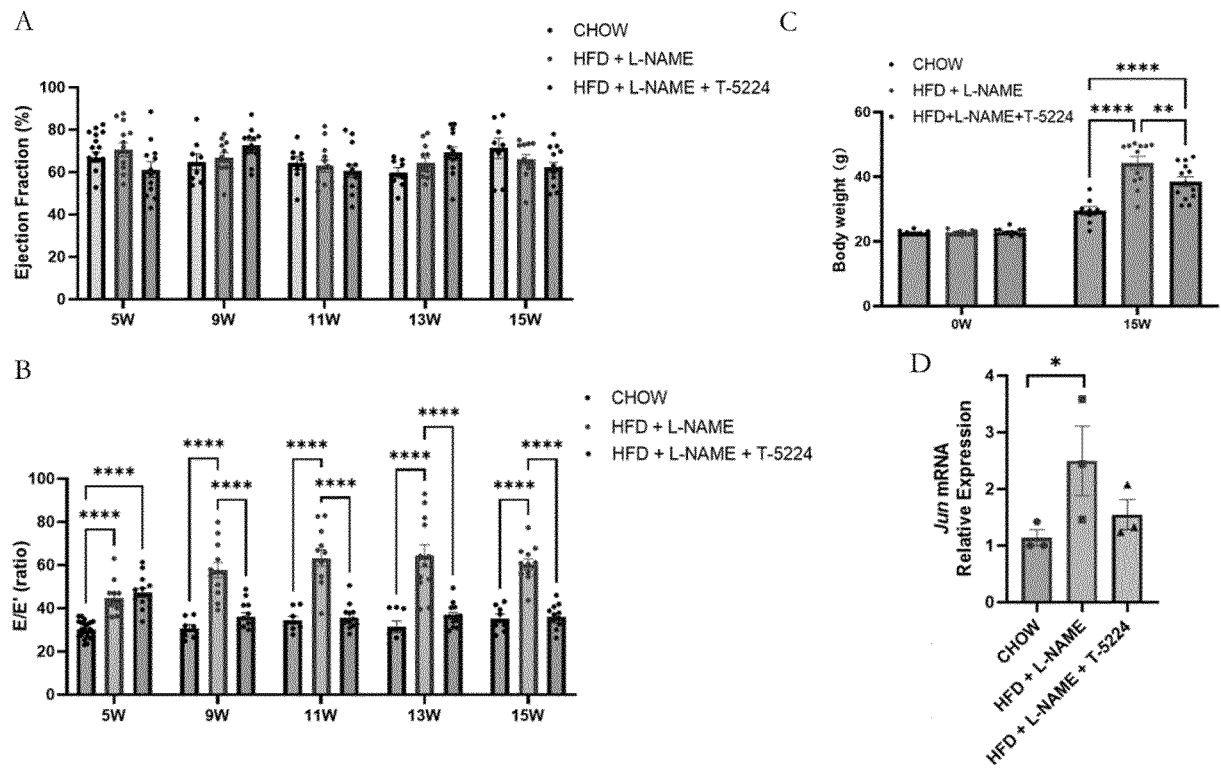 A
CHOW
HFD + L-NAME
HFD + L-NAME + T-5224
Ejection Fraction (%)
100
80
60
40
20
0
5W
9W
11W
13W
15W
B
CHOW
HFD + L-NAME
HFD + L-NAME + T-5224
E/E' (ratio)
100
80
60
40
20
0
****
****
****
****
****
****
****
****
****
****
5W
9W
11W
13W
15W
C
CHOW
HFD + L-NAME
HFD+L-NAME+T-5224
Body weight (g)
60
40
20
0
****
****
**
0W
15W
D
Jun mRNA
Relative Expression
4
3
2
1
0
*
CHOW
HFD + L-NAME
HFD + L-NAME + T-5224